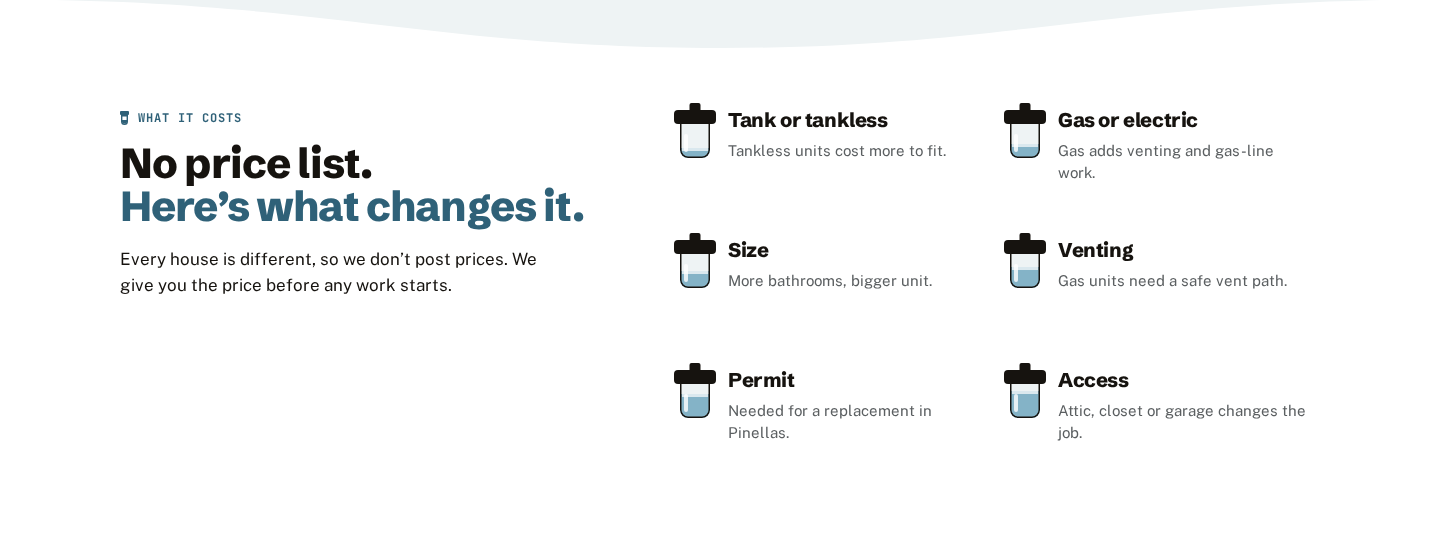 WHAT IT COSTS
No price list.
Here’s what changes it.
Every house is different, so we don’t post prices. We
give you the price before any work starts.
Tank or tankless
Tankless units cost more to fit.
Gas or electric
Gas adds venting and gas-line
work.
Size
More bathrooms, bigger unit.
Venting
Gas units need a safe vent path.
Permit
Needed for a replacement in
Pinellas.
Access
Attic, closet or garage changes the
job.